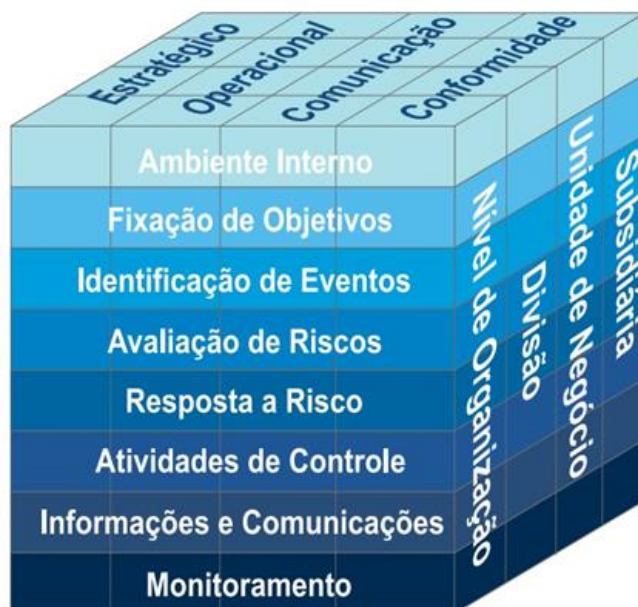 Estratégico
Operacional
Comunicação
Conformidade
Ambiente Interno
Fixação de Objetivos
Identificação de Eventos
Avaliação de Riscos
Resposta a Risco
Atividades de Controle
Informações e Comunicações
Monitoramento
Nível de Organização
Divisão
Unidade de Negócio
Subsrdiária